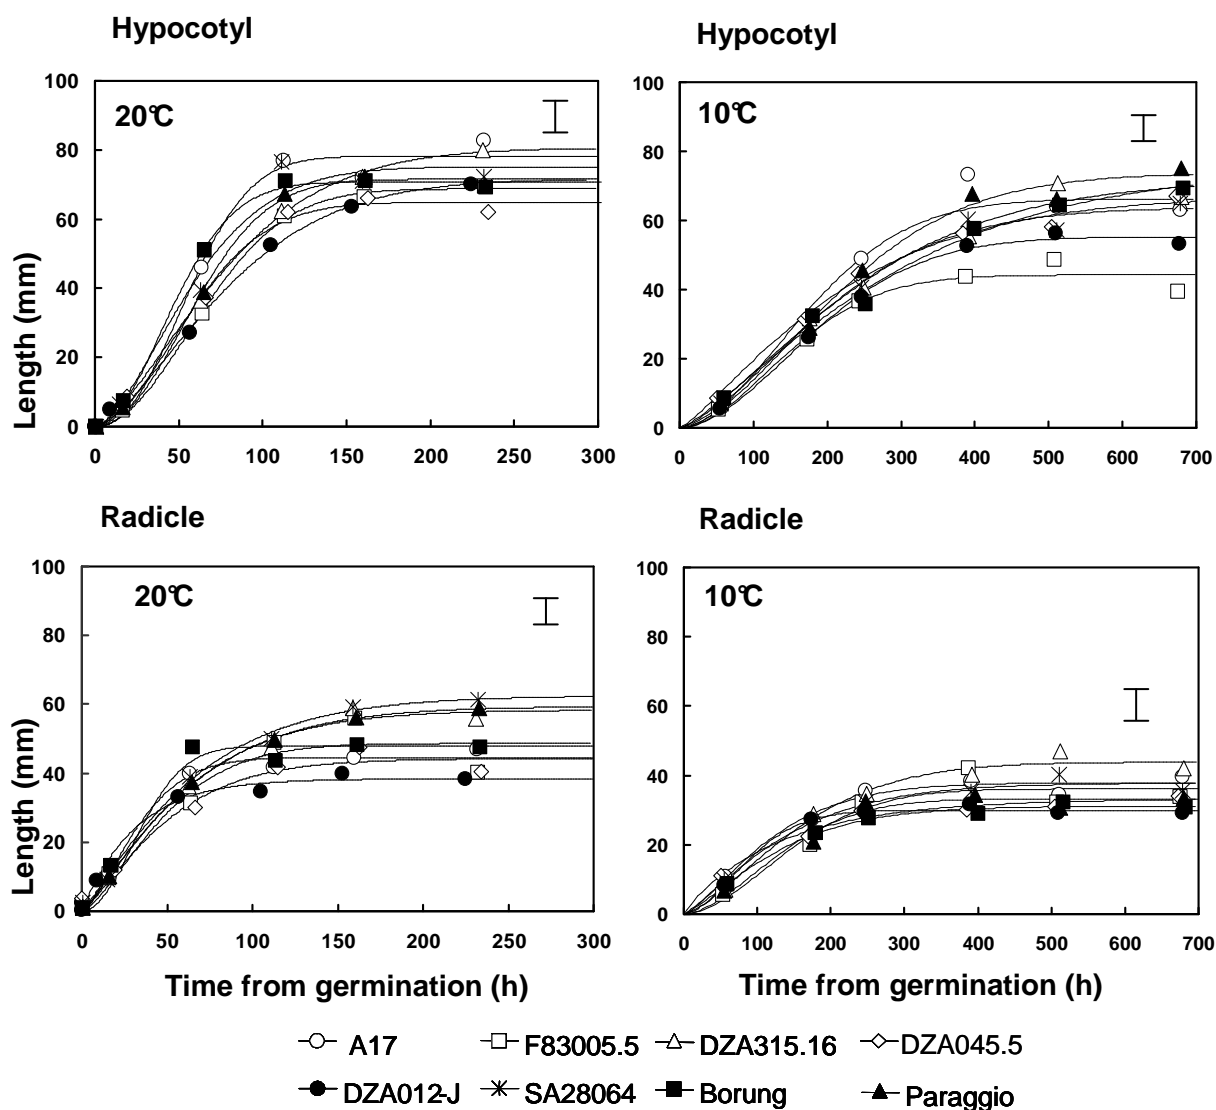 Hypocotyl
20°C
Length (mm)
100
80
60
40
20
0
0 50 100 150 200 250 300
Hypocotyl
10°C
100
80
60
40
20
0
0 100 200 300 400 500 600 700
Radicle
20°C
Length (mm)
100
80
60
40
20
0
0 50 100 150 200 250 300
Time from germination (h)
Radicle
10°C
100
80
60
40
20
0
0 100 200 300 400 500 600 700
Time from germination (h)
A17 F83005.5 DZA315.16 DZA045.5
DZA012-J SA28064 Borung Paraggio